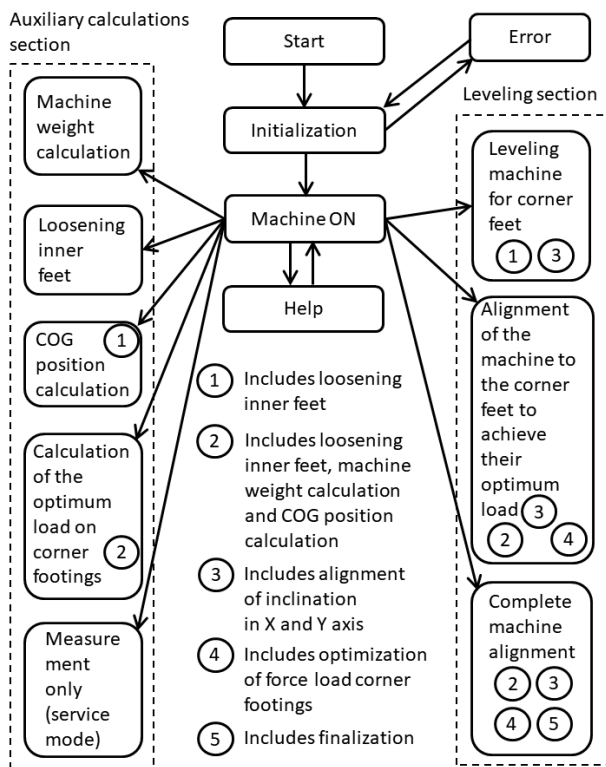 Auxiliary calculations
section
Start
Error
Leveling section
Machine
weight
calculation
Initialization
Leveling
machine
for corner
feet
1 3
Loosening
inner
feet
Machine ON
Help
COG 1
position
calculation
Alignment
of the
machine to
the corner
feet to
achieve
their
optimum
load 3
2 4
Calculation
of the
optimum
load on
corner 2
footings
Measure
ment
only
(service
mode)
1 Includes loosening
inner feet
2 Includes loosening
inner feet, machine
weight calculation
and COG position
calculation
3 Includes alignment
of inclination
in X and Y axis
4 Includes optimization
of force load corner
footings
5 Includes finalization
Complete
machine
alignment
2 3
4 5